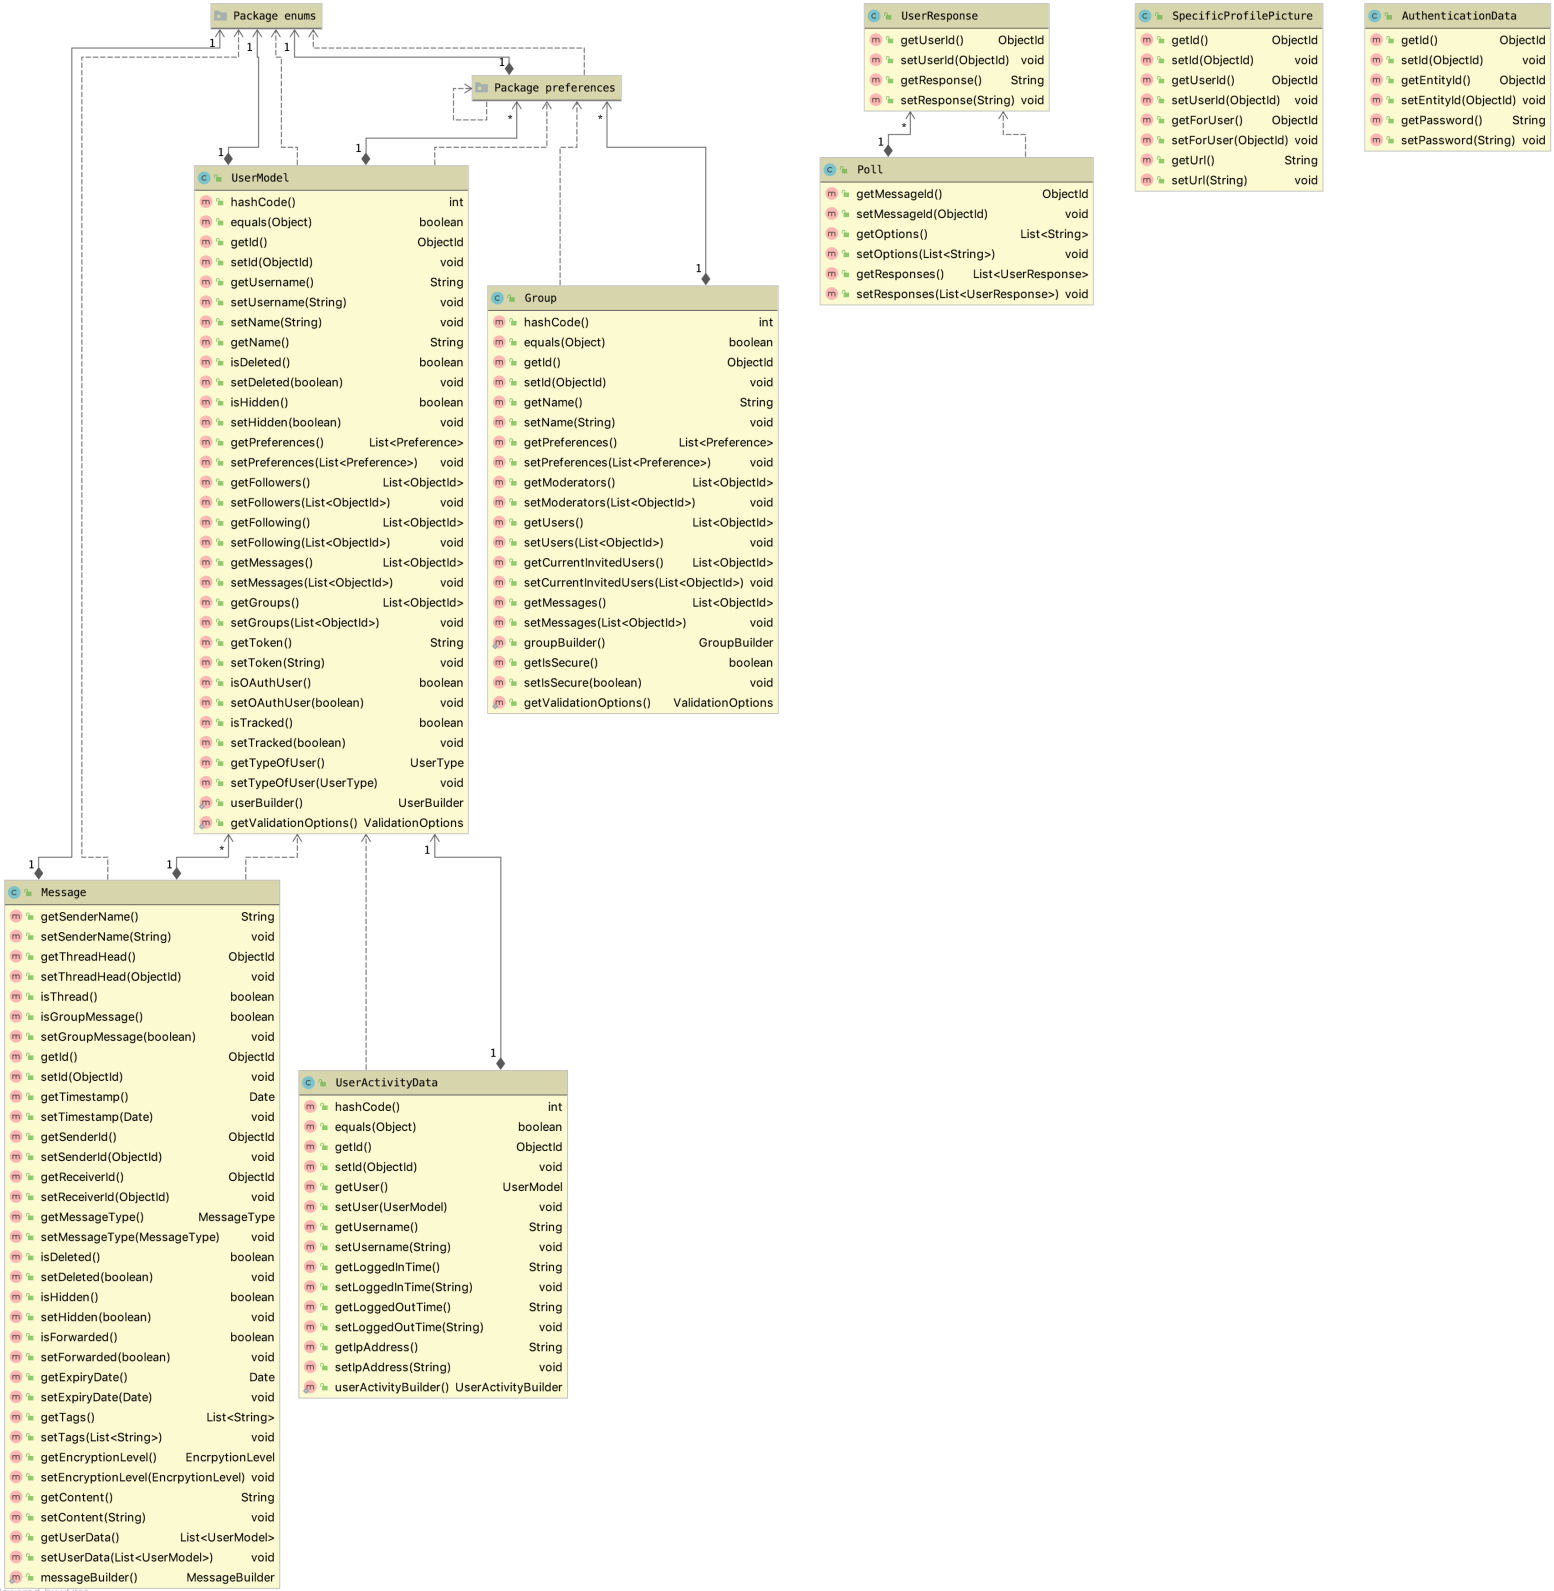 Package enums
1
1
1
1
Package preferences
*
*
1
1
1
UserModel
hashCode() int
equals(Object) boolean
getId() ObjectId
setId(ObjectId) void
getUsername() String
setUsername(String) void
setName(String) void
getName() String
isDeleted() boolean
setDeleted(boolean) void
isHidden() boolean
setHidden(boolean) void
getPreferences() List<Preference>
setPreferences(List<Preference>) void
getFollowers() List<ObjectId>
setFollowers(List<ObjectId>) void
getFollowing() List<ObjectId>
setFollowing(List<ObjectId>) void
getMessages() List<ObjectId>
setMessages(List<ObjectId>) void
getGroups() List<ObjectId>
setGroups(List<ObjectId>) void
getToken() String
setToken(String) void
isOAuthUser() boolean
setOAuthUser(boolean) void
isTracked() boolean
setTracked(boolean) void
getTypeOfUser() UserType
setTypeOfUser(UserType) void
userBuilder() UserBuilder
getValidationOptions() ValidationOptions
Group
hashCode() int
equals(Object) boolean
getId() ObjectId
setId(ObjectId) void
getName() String
setName(String) void
getPreferences() List<Preference>
setPreferences(List<Preference>) void
getModerators() List<ObjectId>
setModerators(List<ObjectId>) void
getUsers() List<ObjectId>
setUsers(List<ObjectId>) void
getCurrentInvitedUsers() List<ObjectId>
setCurrentInvitedUsers(List<ObjectId>) void
getMessages() List<ObjectId>
setMessages(List<ObjectId>) void
groupBuilder() GroupBuilder
getIsSecure() boolean
setIsSecure(boolean) void
getValidationOptions() ValidationOptions
UserResponse
getUserId() ObjectId
setUserId(ObjectId) void
getResponse() String
setResponse(String) void
*
1
Poll
getMessageId() ObjectId
setMessageId(ObjectId) void
getOptions() List<String>
setOptions(List<String>) void
getResponses() List<UserResponse>
setResponses(List<UserResponse>) void
SpecificProfilePicture
getId() ObjectId
setId(ObjectId) void
getUserId() ObjectId
setUserId(ObjectId) void
getForUser() ObjectId
setForUser(ObjectId) void
getUrl() String
setUrl(String) void
AuthenticationData
getId() ObjectId
setId(ObjectId) void
getEntityId() ObjectId
setEntityId(ObjectId) void
getPassword() String
setPassword(String) void
*
1
1
1
1
Message
getSenderName() String
setSenderName(String) void
getThreadHead() ObjectId
setThreadHead(ObjectId) void
isThread() boolean
isGroupMessage() boolean
setGroupMessage(boolean) void
getId() ObjectId
setId(ObjectId) void
getTimestamp() Date
setTimestamp(Date) void
getSenderId() ObjectId
setSenderId(ObjectId) void
getReceiverId() ObjectId
setReceiverId(ObjectId) void
getMessageType() MessageType
setMessageType(MessageType) void
isDeleted() boolean
setDeleted(boolean) void
isHidden() boolean
setHidden(boolean) void
isForwarded() boolean
setForwarded(boolean) void
getExpiryDate() Date
setExpiryDate(Date) void
getTags() List<String>
setTags(List<String>) void
getEncryptionLevel() EncrpytionLevel
setEncryptionLevel(EncrpytionLevel) void
getContent() String
setContent(String) void
getUserData() List<UserModel>
setUserData(List<UserModel>) void
messageBuilder() MessageBuilder
UserActivityData
hashCode() int
equals(Object) boolean
getId() ObjectId
setId(ObjectId) void
getUser() UserModel
setUser(UserModel) void
getUsername() String
setUsername(String) void
getLoggedInTime() String
setLoggedInTime(String) void
getLoggedOutTime() String
setLoggedOutTime(String) void
getIpAddress() String
setIpAddress(String) void
userActivityBuilder() UserActivityBuilder